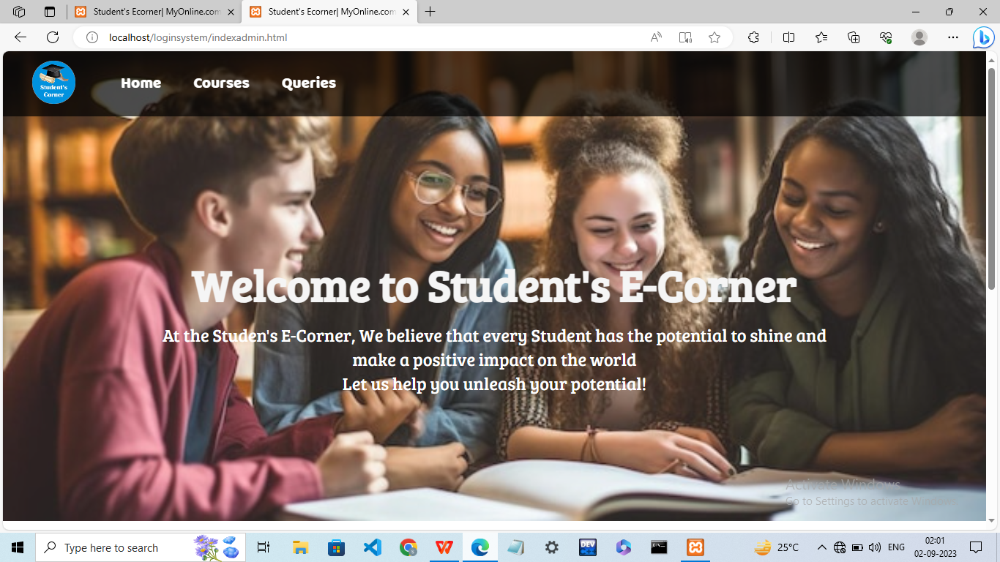 Student's Ecorner| MyOnline.com
Student's Ecorner| MyOnline.com
localhost/loginsystem/indexadmin.html
Student's
Corner
Home
Courses
Queries
Welcome to Student's E-Corner
At the Studen's E-Corner, We believe that every Student has the potential to shine and
make a positive impact on the world
Let us help you unleash your potential!
Activate Windows
Go to Settings to activate Windows.
Type here to search
DEV
25°C
ENG
02:01
02-09-2023